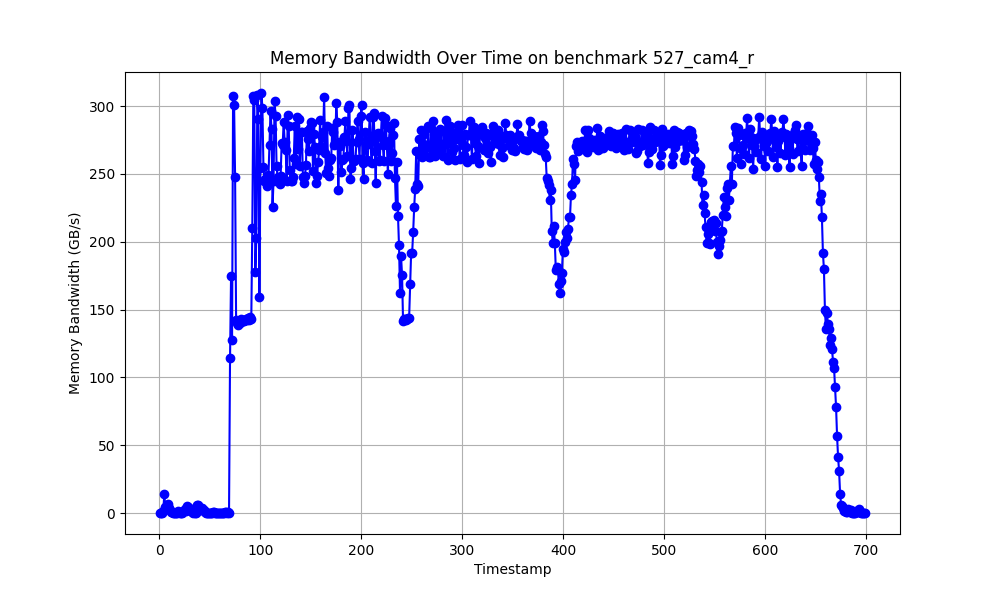 Memory Bandwidth Over Time on benchmark 527_cam4_r
Memory Bandwidth (GB/s)
300
250
200
150
100
50
0
0 100 200 300 400 500 600 700
Timestamp